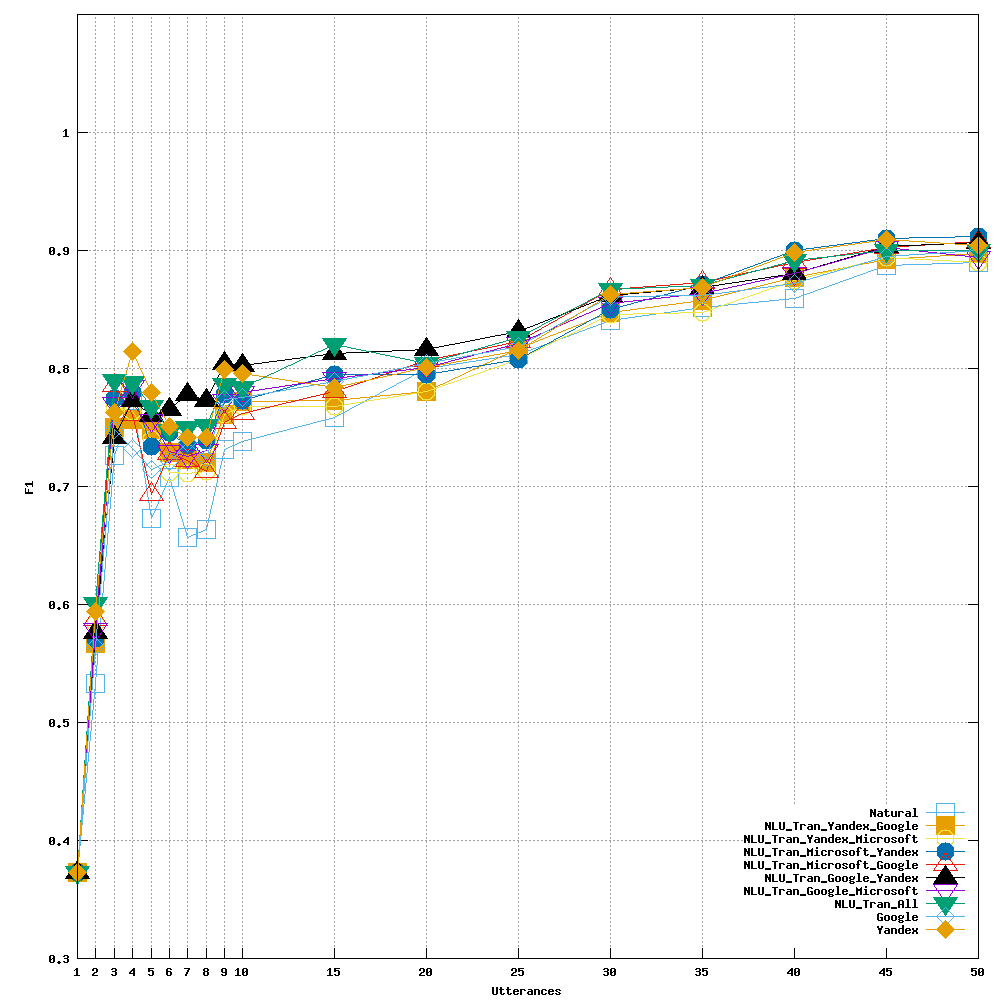 1
0.9
0.8
0.7
F1
0.6
0.5
0.4
0.3
Natural
NLU_Tran_Yandex_Google
NLU_Tran_Yandex_Microsoft
NLU_Tran_Microsoft_Yandex
NLU_Tran_Microsoft_Google
NLU_Tran_Google_Yandex
NLU_Tran_Google_Microsoft
NLU_Tran_All
Google
Yandex
1 2 3 4 5 6 7 8 9 10 15 20 25 30 35 40 45 50
Utterances